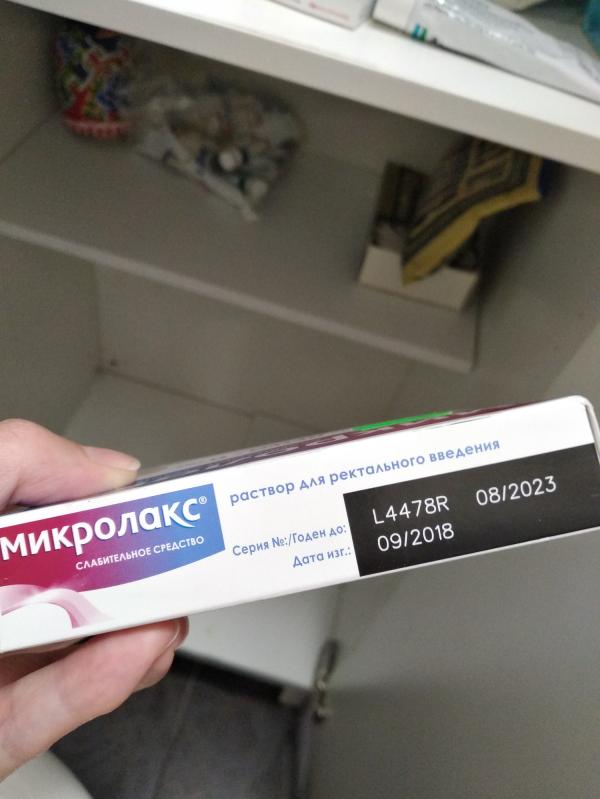 микролакс®
СЛАБИТЕЛЬНОЕ СРЕДСТВО
раствор для ректального введения
Серия №:/Годен до: L4478R 08/2023
Дата изг.: 09/2018